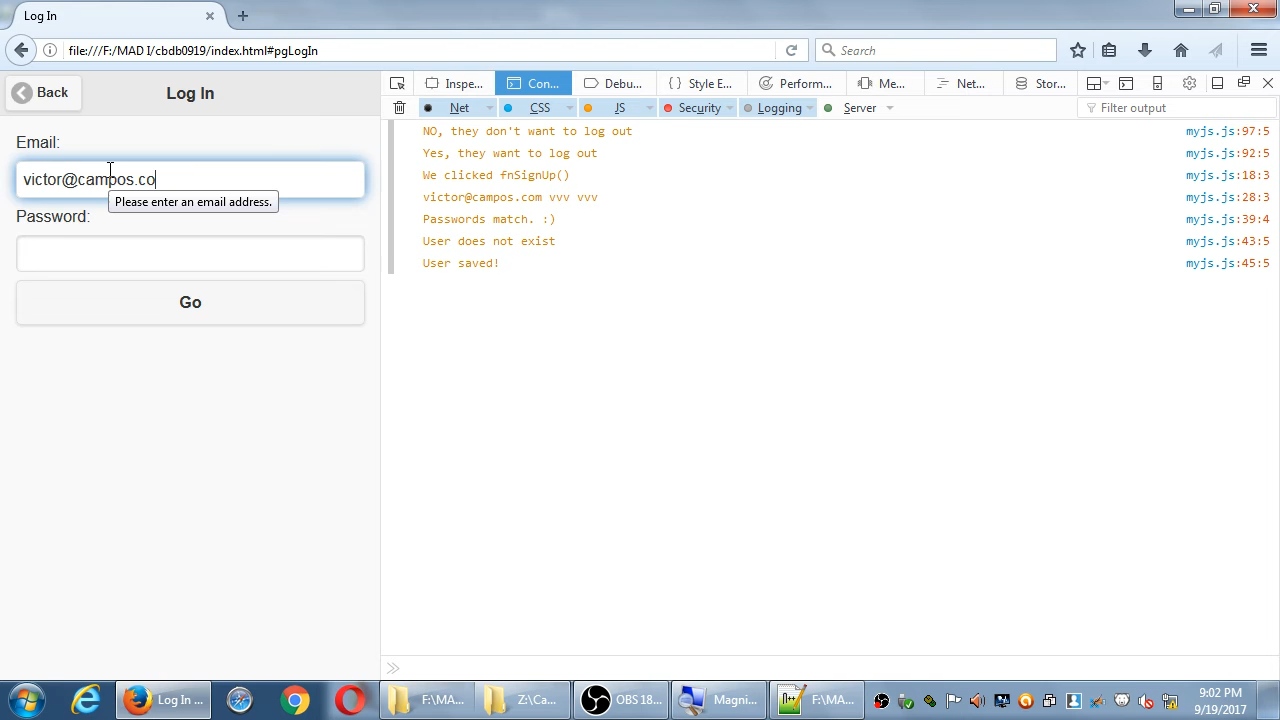 Log In
file:///F:/MAD I/cbdb0919/index.html#pgLogIn
Search
Back
Log In
Inspe...
Con...
Debu...
Style E...
Perform...
Me...
Net...
Stor...
Net
CSS
JS
Security
Logging
Server
Filter output
Email:
victor@campos.co
Please enter an email address.
Password:
Go
NO, they don't want to log out myjs.js:97:5
Yes, they want to log out myjs.js:92:5
We clicked fnSignUp() myjs.js:18:3
victor@campos.com vvv vvv myjs.js:28:3
Passwords match. :) myjs.js:39:4
User does not exist myjs.js:43:5
User saved! myjs.js:45:5
Log In ...
F:\MA...
Z:\Ca...
OBS 18...
Magni...
F:\MA...
9:02 PM
9/19/2017